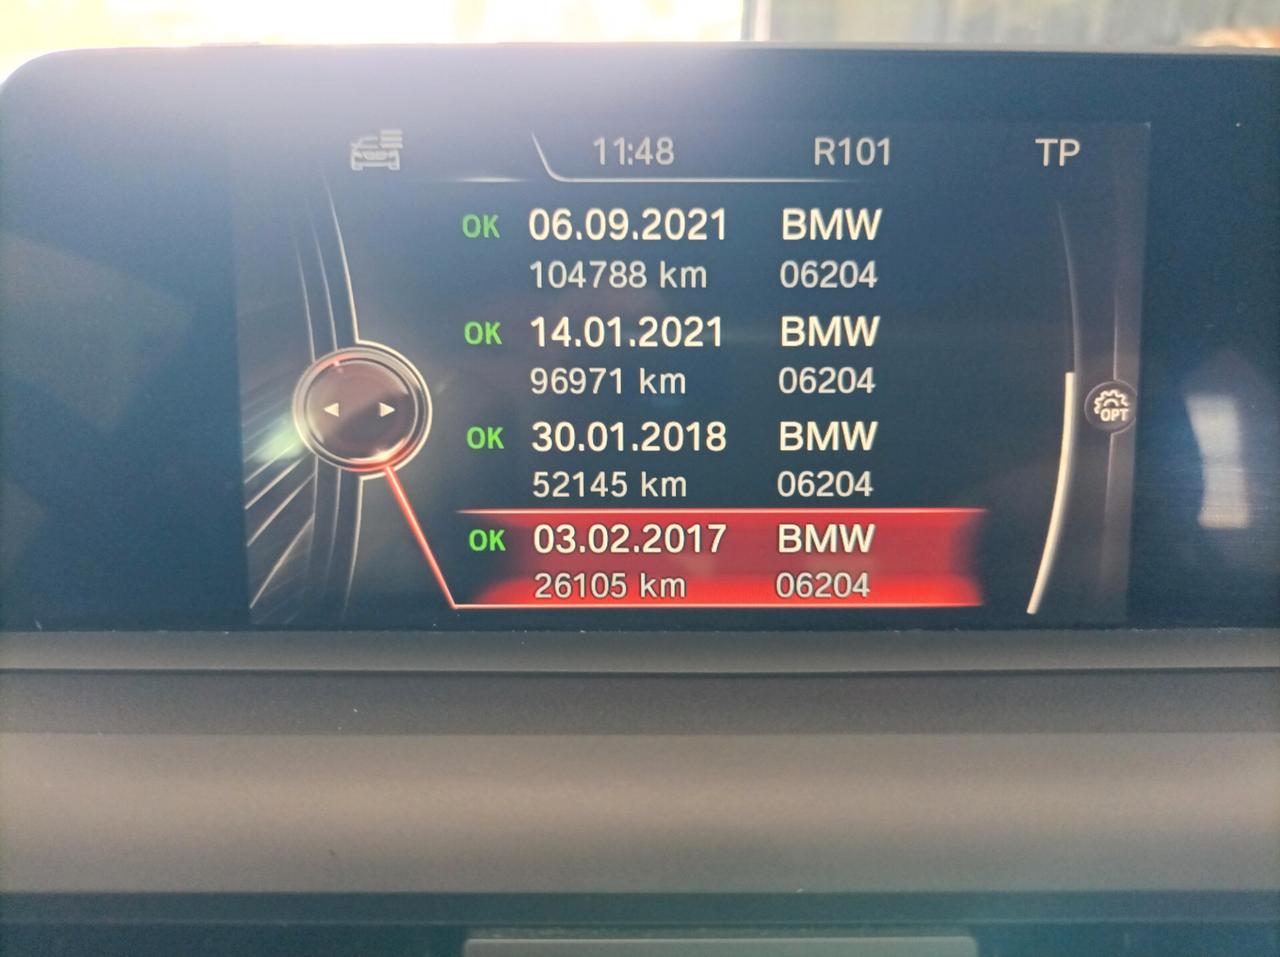 11:48 R101 TP
OK 06.09.2021 BMW
104788 km 06204
OK 14.01.2021 BMW
96971 km 06204
OK 30.01.2018 BMW
52145 km 06204
OPT
OK 03.02.2017 BMW
26105 km 06204